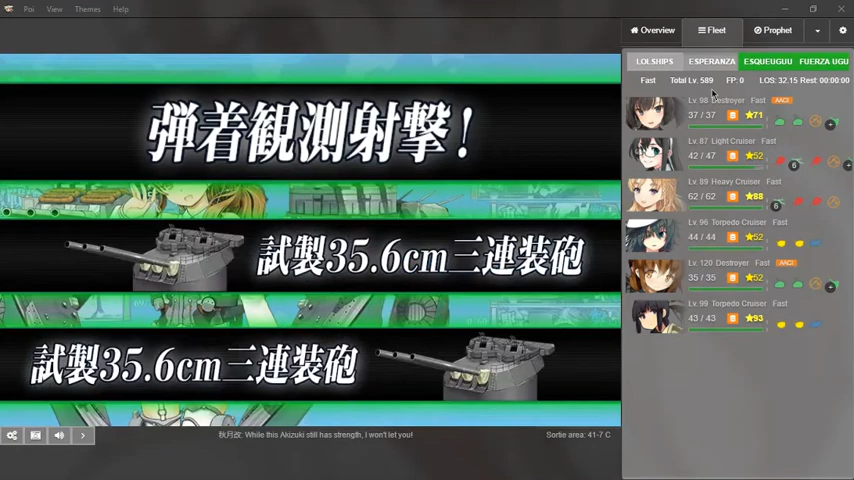 Poi View Themes Help
Overview Fleet Prophet
LOLSHIPS ESPERANZA ESQUEUGUU FUERZA UGU
Fast Total Lv. 589 FP: 0 LOS: 32.15 Rest: 00:00:00
Lv. 98 Destroyer Fast AACI
37 / 37 71
Lv. 87 Light Cruiser Fast
42 / 47 52 6
Lv. 89 Heavy Cruiser Fast
62 / 62 88 6
Lv. 96 Torpedo Cruiser Fast
44 / 44 52
Lv. 120 Destroyer Fast AACI
35 / 35 52
Lv. 99 Torpedo Cruiser Fast
43 / 43 93
弾着観測射撃!
試製35.6cm三連装砲
試製35.6cm三連装砲
秋月改: While this Akizuki still has strength, I won't let you!
Sortie area: 41-7 C